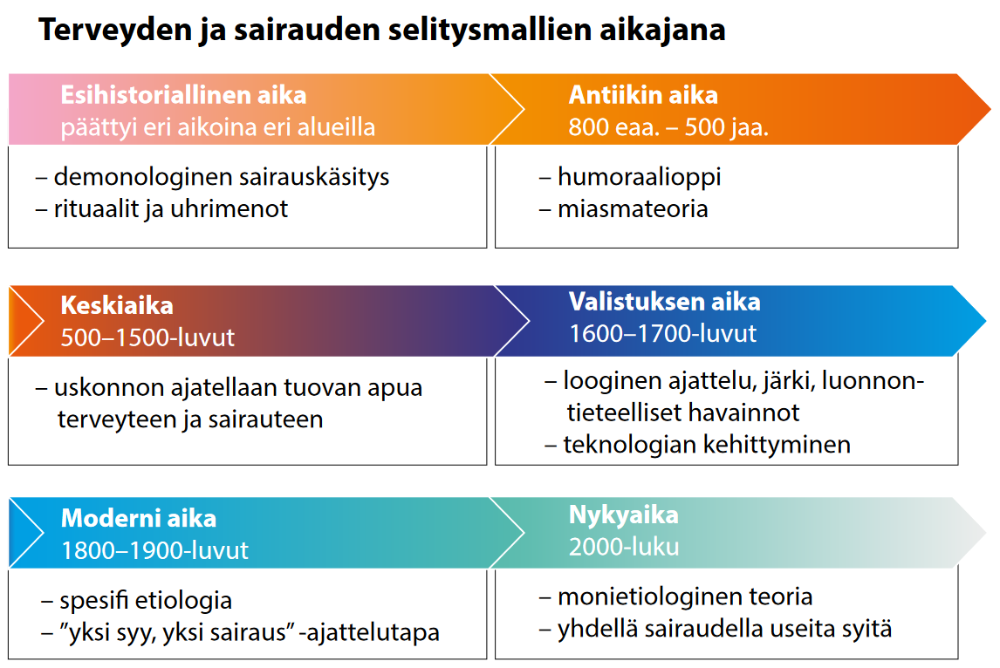 Terveyden ja sairauden selitysmallien aikajana
Esihistoriallinen aika
päättyi eri aikoina eri alueilla
– demonologinen sairauskäsitys
– rituaalit ja uhrimenot
Antiikin aika
800 eaa. – 500 jaa.
– humoraalioppi
– miasmateoria
Keskiaika
500–1500-luvut
– uskonnon ajatellaan tuovan apua
terveyteen ja sairauteen
Valistuksen aika
1600–1700-luvut
– looginen ajattelu, järki, luonnon-
tieteelliset havainnot
– teknologian kehittyminen
Moderni aika
1800–1900-luvut
– spesifi etiologia
– ”yksi syy, yksi sairaus” -ajattelutapa
Nykyaika
2000-luku
– monietiologinen teoria
– yhdellä sairaudella useita syitä